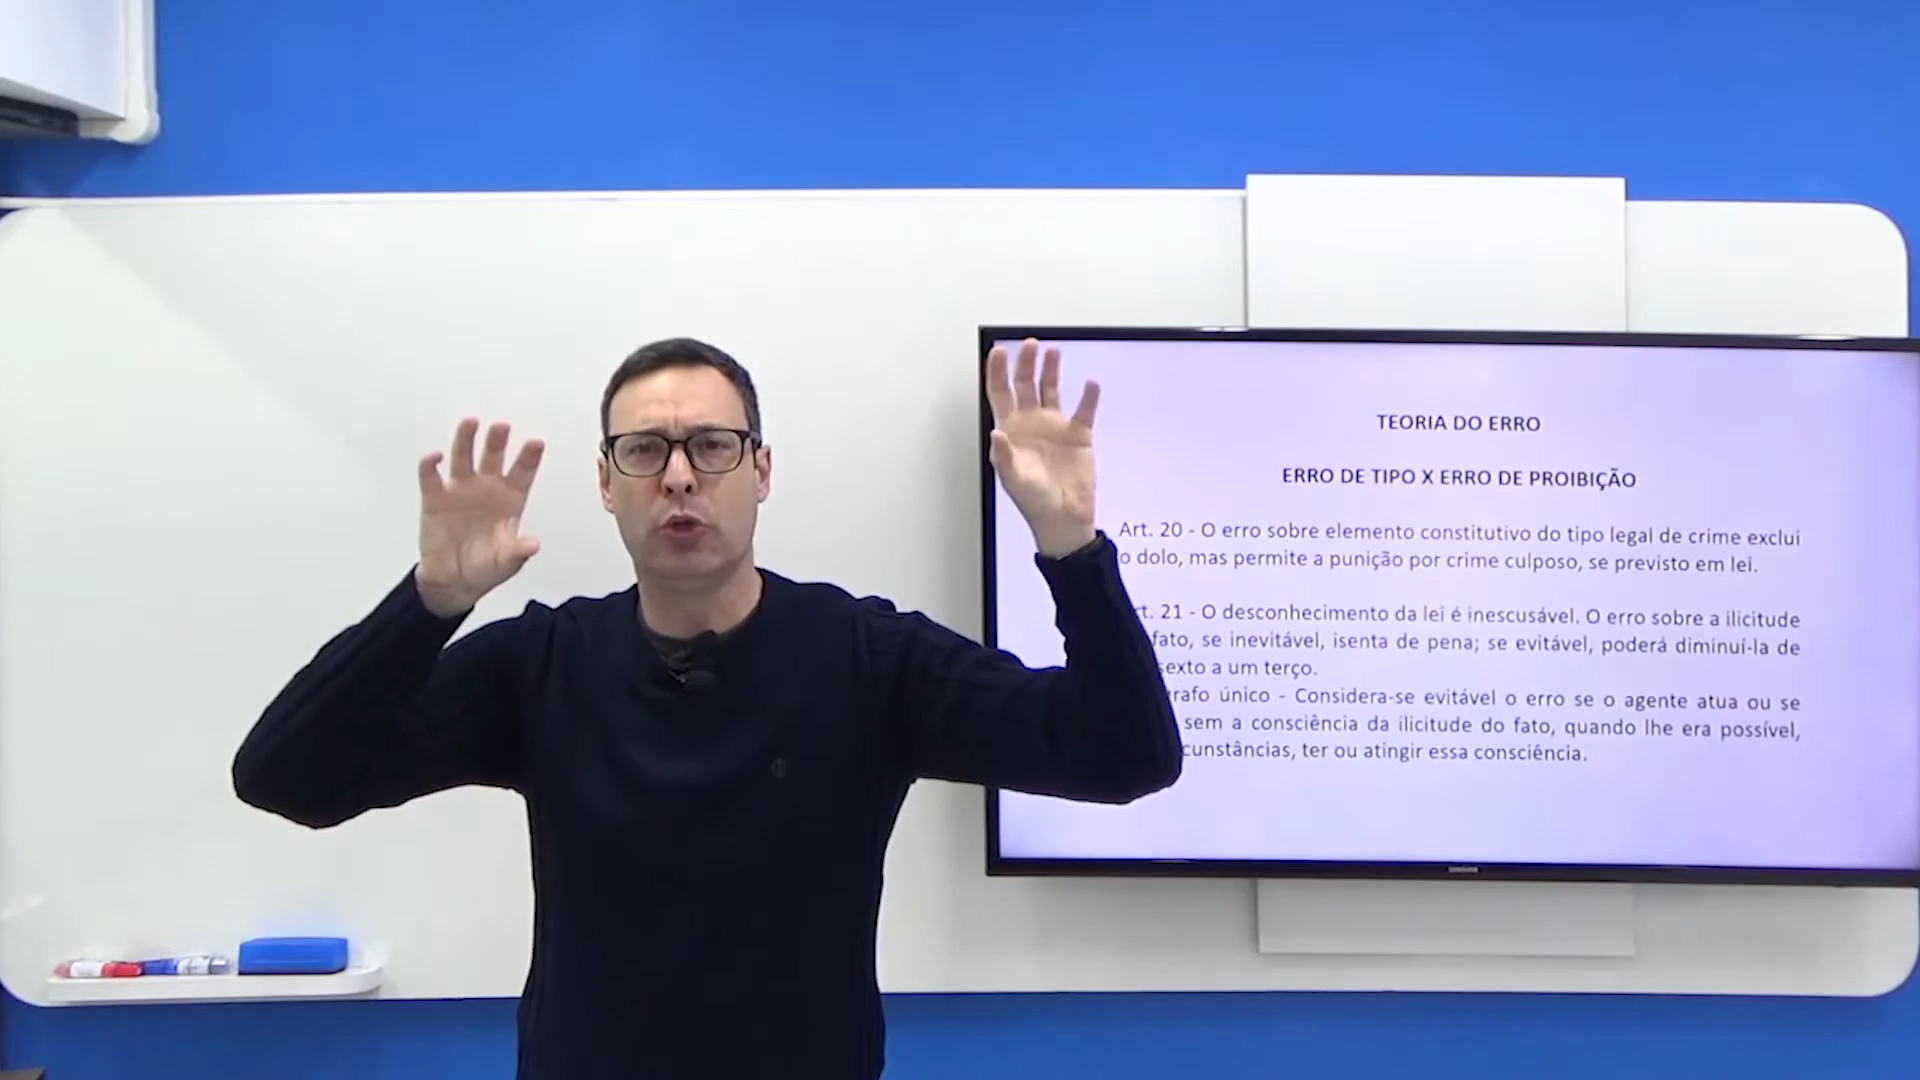 TEORIA DO ERRO
ERRO DE TIPO X ERRO DE PROIBIÇÃO
Art. 20 - O erro sobre elemento constitutivo do tipo legal de crime exclui
o dolo, mas permite a punição por crime culposo, se previsto em lei.
rt. 21 - O desconhecimento da lei é inescusável. O erro sobre a ilicitude
fato, se inevitável, isenta de pena; se evitável, poderá diminuí-la de
sexto a um terço.
rafo único - Considera-se evitável o erro se o agente atua ou se
sem a consciência da ilicitude do fato, quando lhe era possível,
cunstâncias, ter ou atingir essa consciência.
SAMSUNG